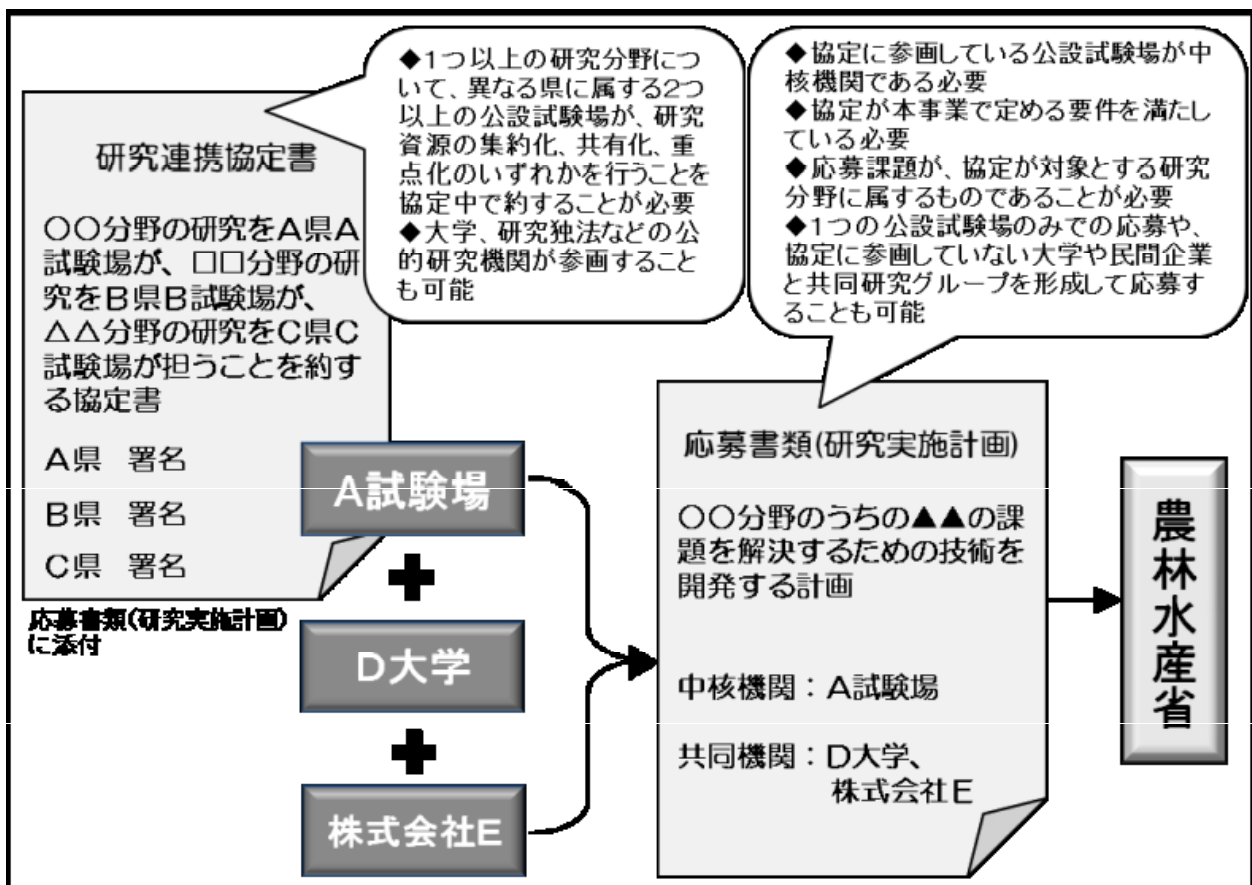 研究連携協定書
〇〇分野の研究をA県A
試験場が、□□分野の研
究をB県B試験場が、
△△分野の研究をC県C
試験場が担うことを約す
る協定書
A県 署名
B県 署名
C県 署名
応募書類(研究実施計画)
に添付
◆1つ以上の研究分野につ
いて、異なる県に属する2つ
以上の公設試験場が、研究
資源の集約化、共有化、重
点化のいずれかを行うことを
協定中で約することが必要
◆大学、研究独法などの公
的研究機関が参画すること
も可能
◆協定に参画している公設試験場が中
核機関である必要
◆協定が本事業で定める要件を満たし
ている必要
◆応募課題が、協定が対象とする研究
分野に属するものであることが必要
◆1つの公設試験場のみでの応募や、
協定に参画していない大学や民間企業
と共同研究グループを形成して応募す
ることも可能
A試験場
D大学
株式会社E
応募書類(研究実施計画)
〇〇分野のうちの▲▲の課
題を解決するための技術を
開発する計画
中核機関：A試験場
共同機関：D大学、
株式会社E
農林水産省